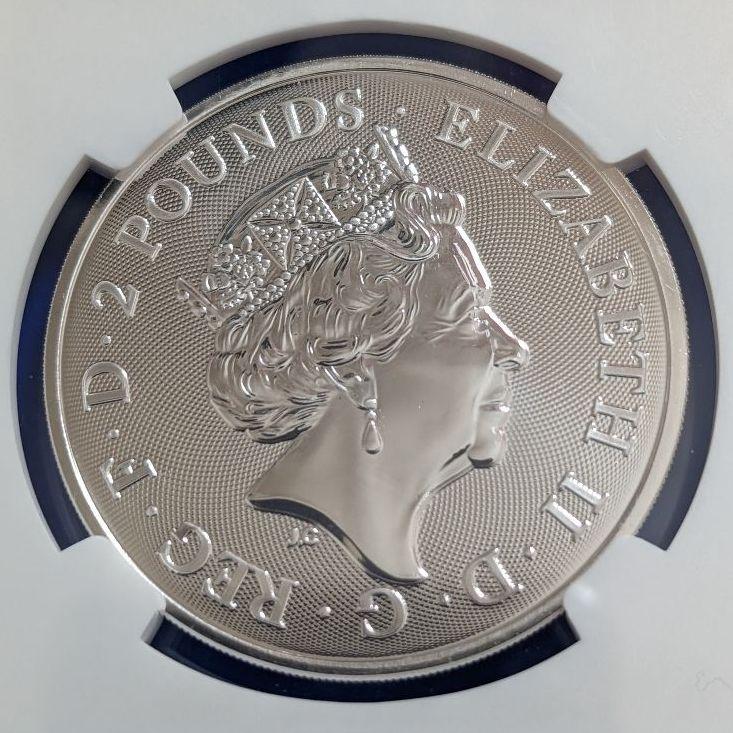 ELIZABETH II · D · G · REG · F · D · 2 POUNDS ·
J.C